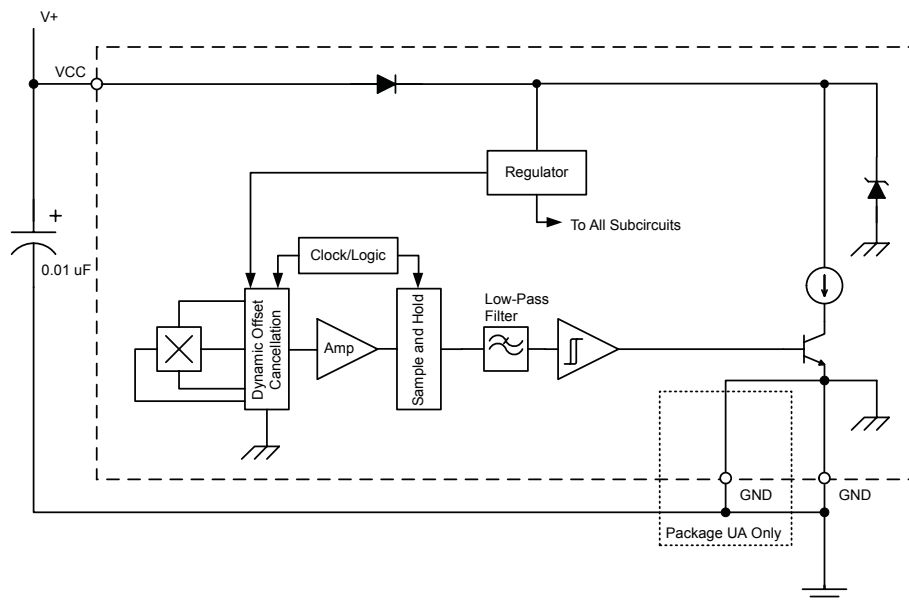 V+
VCC
Regulator
To All Subcircuits
+
0.01 uF
Clock/Logic
Dynamic Offset
Cancellation
Amp
Sample and Hold
Low-Pass
Filter
GND
GND
Package UA Only